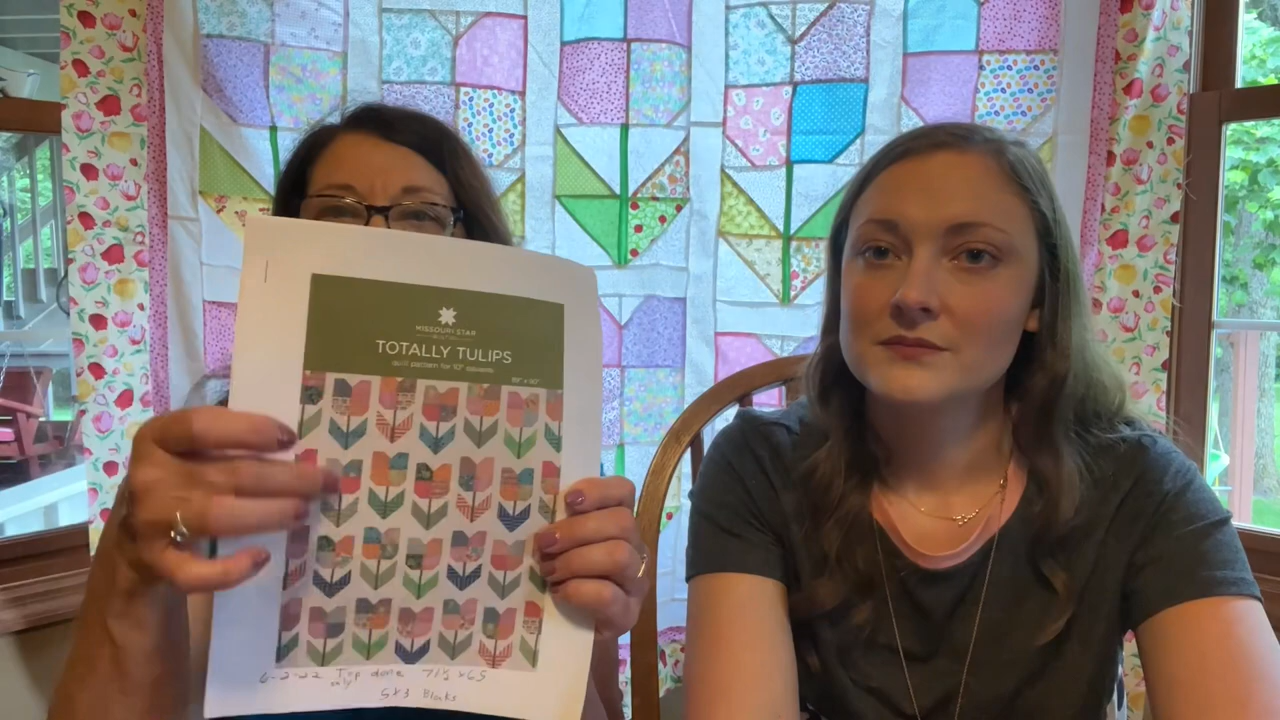 MISSOURI STAR
TOTALLY TULIPS
quilt pattern for 10" squares
6-2-22 Top done 71½ x 65
only
5x3 Blocks